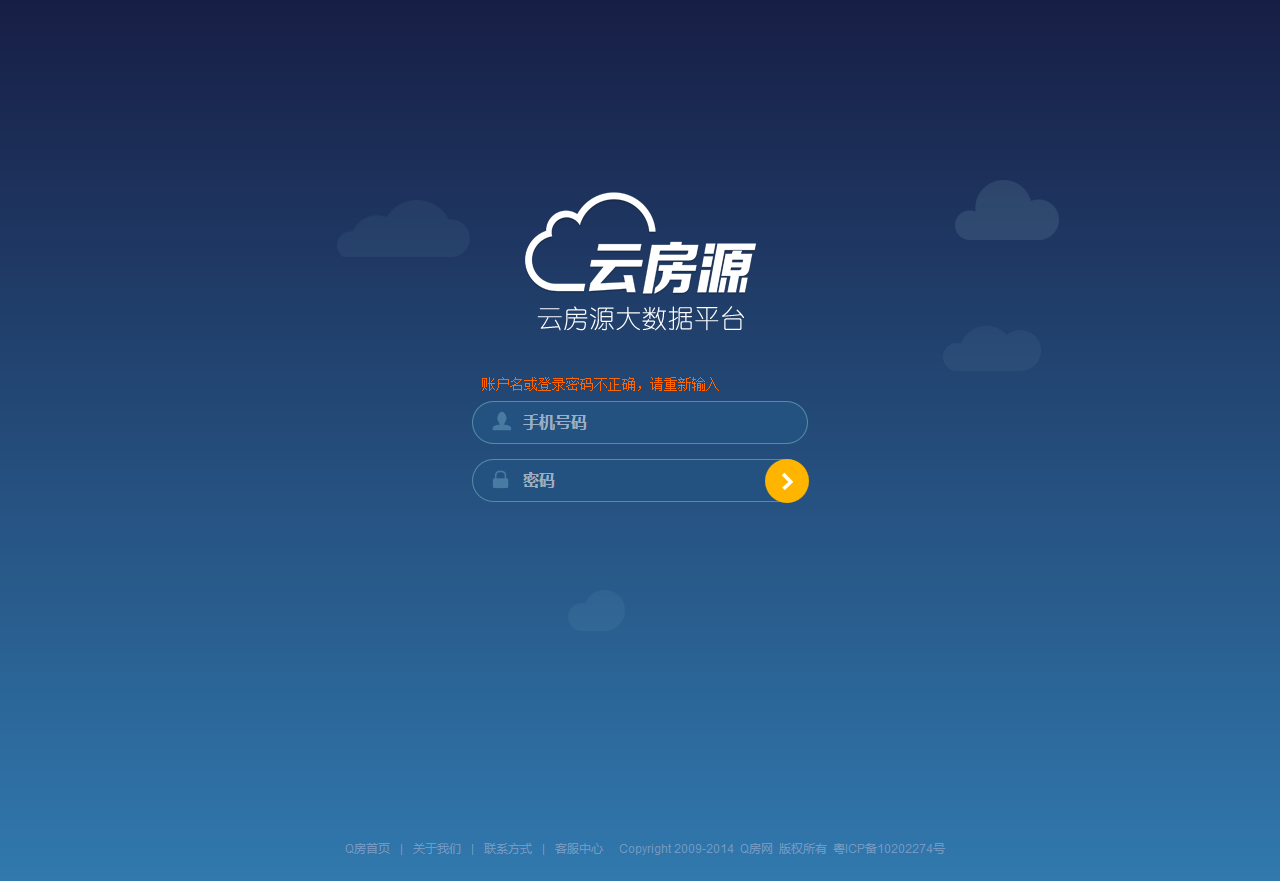 云房源
云房源大数据平台
账户名或登录密码不正确，请重新输入
手机号码
密码
Q房首页 | 关于我们 | 联系方式 | 客服中心 Copyright 2009-2014 Q房网 版权所有 粤ICP备10202274号